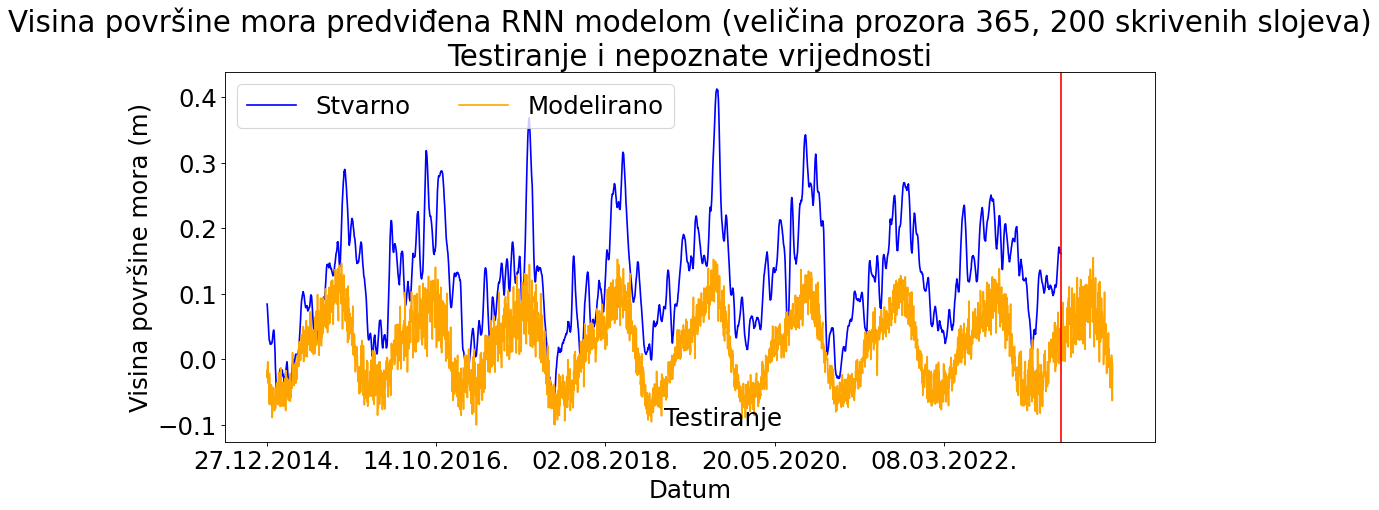 Visina površine mora predviđena RNN modelom (veličina prozora 365, 200 skrivenih slojeva)
Testiranje i nepoznate vrijednosti
Stvarno Modelirano
Visina površine mora (m)
0.4
0.3
0.2
0.1
0.0
−0.1
Testiranje
27.12.2014. 14.10.2016. 02.08.2018. 20.05.2020. 08.03.2022.
Datum